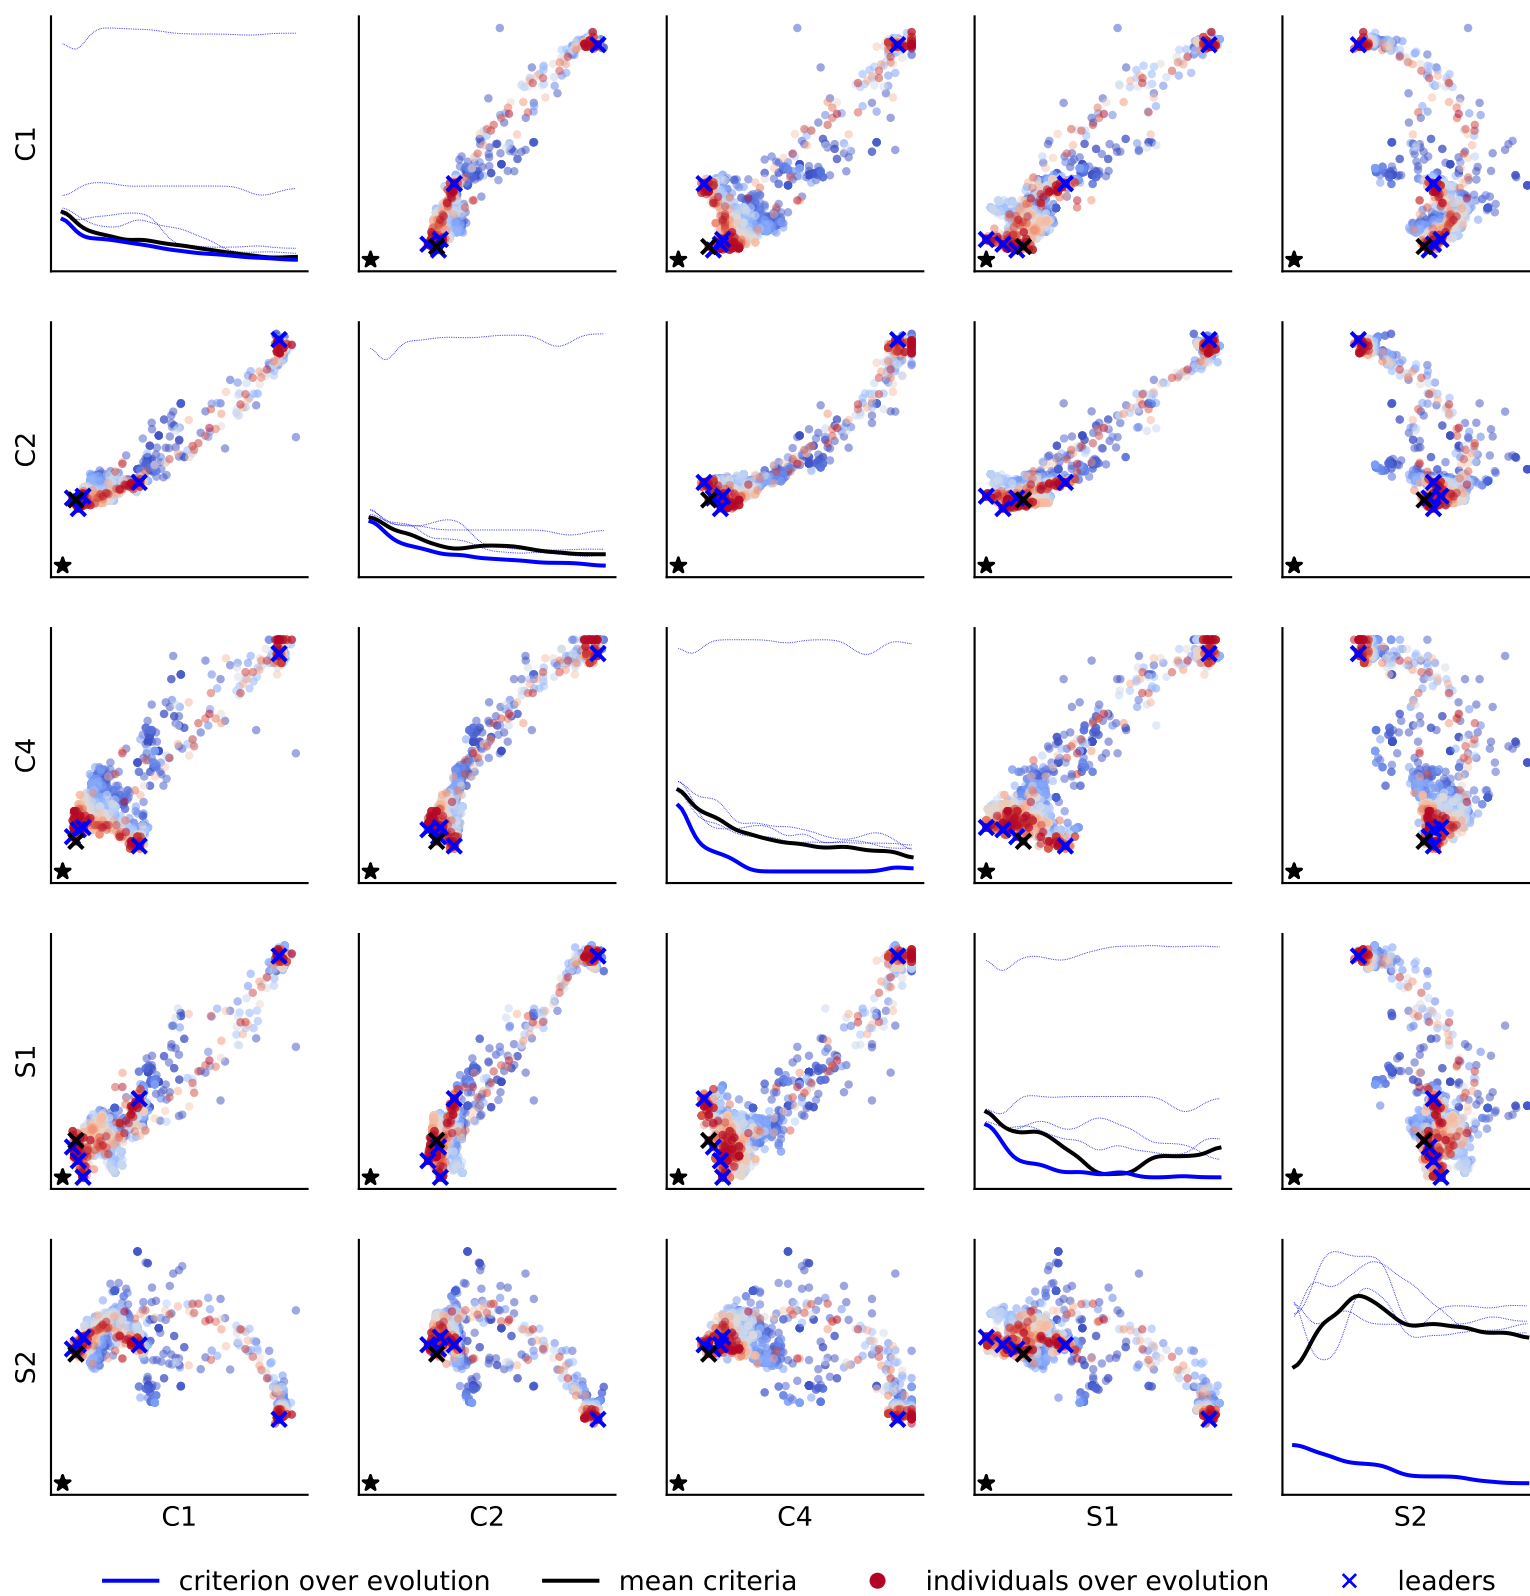 C1
C2
C4
S1
S2
C1 C2 C4 S1 S2
criterion over evolution mean criteria individuals over evolution leaders